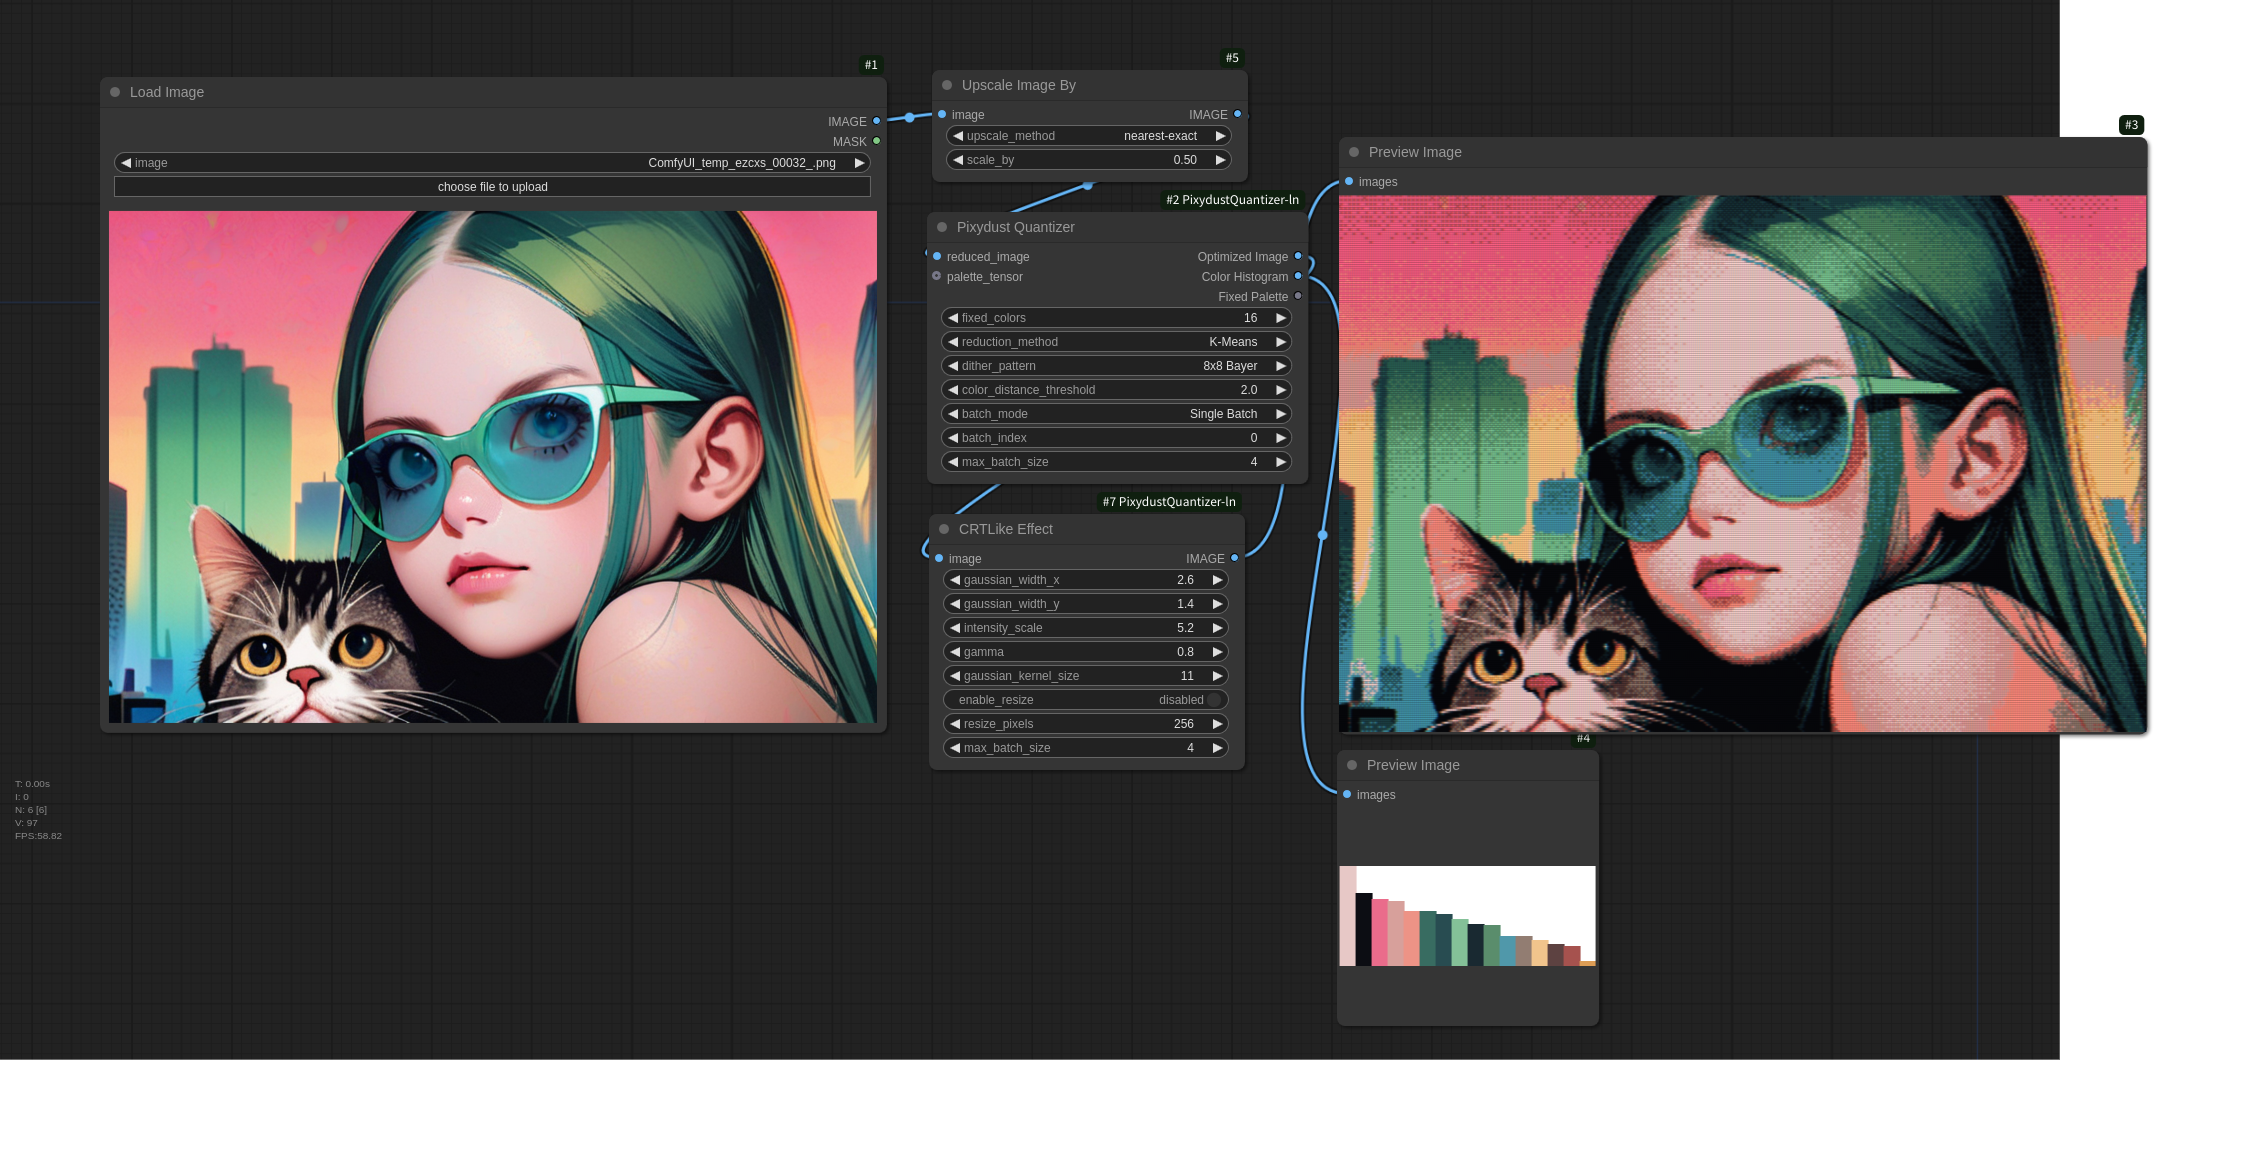 #1
Load Image
IMAGE
MASK
image ComfyUI_temp_ezcxs_00032_.png
choose file to upload
#5
Upscale Image By
image IMAGE
upscale_method nearest-exact
scale_by 0.50
#2 PixydustQuantizer-ln
Pixydust Quantizer
reduced_image Optimized Image
palette_tensor Color Histogram
Fixed Palette
fixed_colors 16
reduction_method K-Means
dither_pattern 8x8 Bayer
color_distance_threshold 2.0
batch_mode Single Batch
batch_index 0
max_batch_size 4
#7 PixydustQuantizer-ln
CRTLike Effect
image IMAGE
gaussian_width_x 2.6
gaussian_width_y 1.4
intensity_scale 5.2
gamma 0.8
gaussian_kernel_size 11
enable_resize disabled
resize_pixels 256
max_batch_size 4
#3
Preview Image
images
#4
Preview Image
images
T: 0.00s
I: 0
N: 6 [6]
V: 97
FPS:58.82